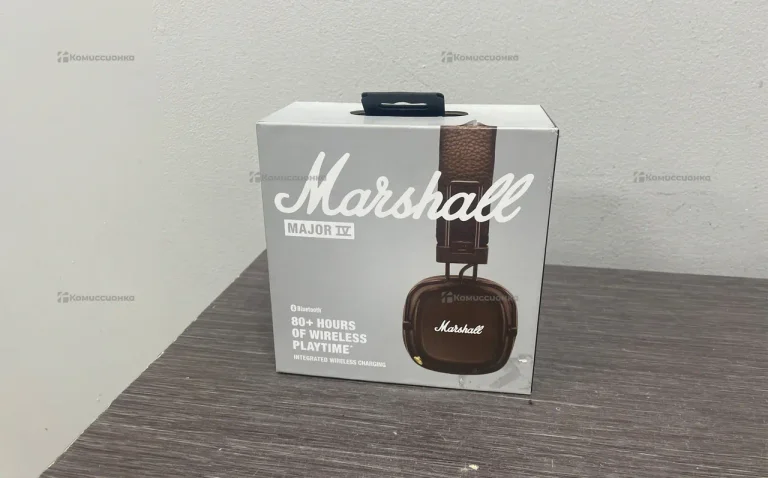 Комиссионка
Комиссионка
Комиссионка
Комиссионка
Marshall
MAJOR IV
Bluetooth
80+ HOURS
OF WIRELESS
PLAYTIME*
INTEGRATED WIRELESS CHARGING
Marshall
Комиссионка
Комиссионка
Комиссионка